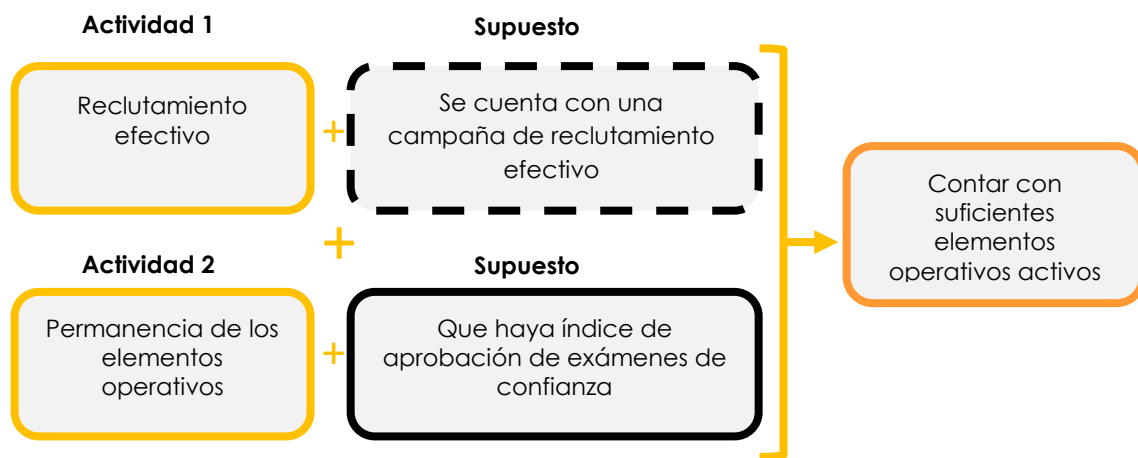 Actividad 1
Supuesto
Reclutamiento
efectivo
+
Se cuenta con una
campaña de reclutamiento
efectivo
+
Actividad 2
Supuesto
Permanencia de los
elementos
operativos
+
Que haya índice de
aprobación de exámenes de
confianza
Contar con
suficientes
elementos
operativos activos